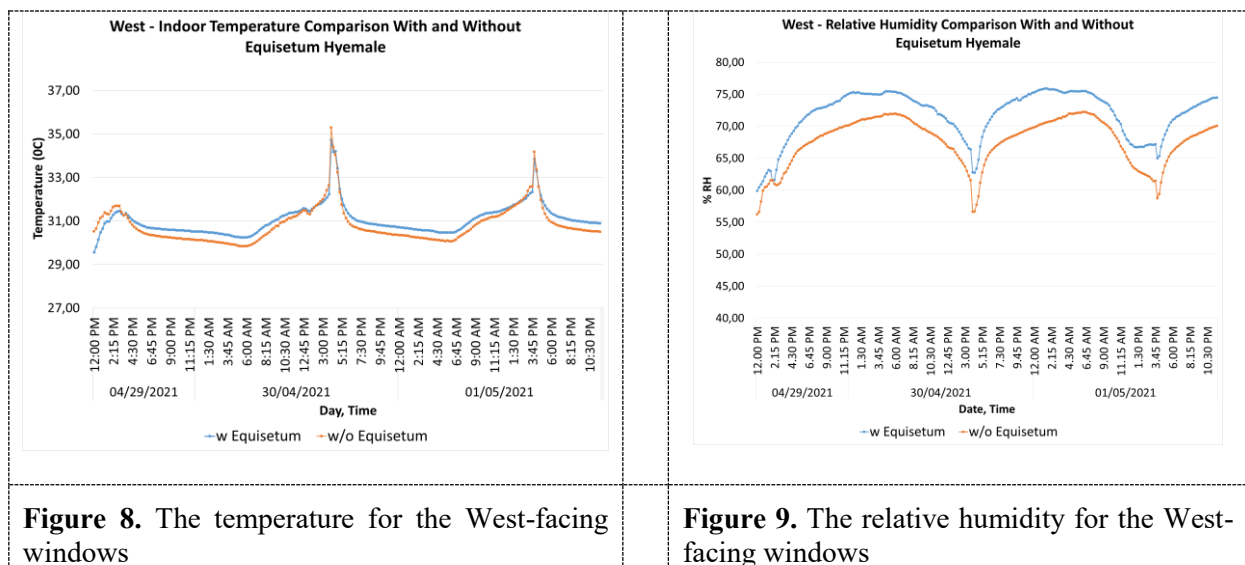 West - Indoor Temperature Comparison With and Without
Equisetum Hyemale
37,00
35,00
33,00
31,00
29,00
27,00
Temperature (0C)
12:00 PM
2:15 PM
4:30 PM
6:45 PM
9:00 PM
11:15 PM
1:30 AM
3:45 AM
6:00 AM
8:15 AM
10:30 AM
12:45 PM
3:00 PM
5:15 PM
7:30 PM
9:45 PM
12:00 AM
2:15 AM
4:30 AM
6:45 AM
9:00 AM
11:15 AM
1:30 PM
3:45 PM
6:00 PM
8:15 PM
10:30 PM
04/29/2021
30/04/2021
01/05/2021
Day, Time
w Equisetum
w/o Equisetum
West - Relative Humidity Comparison With and Without
Equisetum Hyemale
80,00
75,00
70,00
65,00
60,00
55,00
50,00
45,00
40,00
% RH
12.00 PM
2.15 PM
4.30 PM
6.45 PM
9.00 PM
11.15 PM
1.30 AM
3.45 AM
6.00 AM
8.15 AM
10.30 AM
12.45 PM
3.00 PM
5.15 PM
7.30 PM
9.45 PM
12.00 AM
2.15 AM
4.30 AM
6.45 AM
9.00 AM
11.15 AM
1.30 PM
3.45 PM
6.00 PM
8.15 PM
10.30 PM
04/29/2021
30/04/2021
01/05/2021
Date, Time
w Equisetum
w/o Equisetum
Figure 8. The temperature for the West-facing
windows
Figure 9. The relative humidity for the West-
facing windows